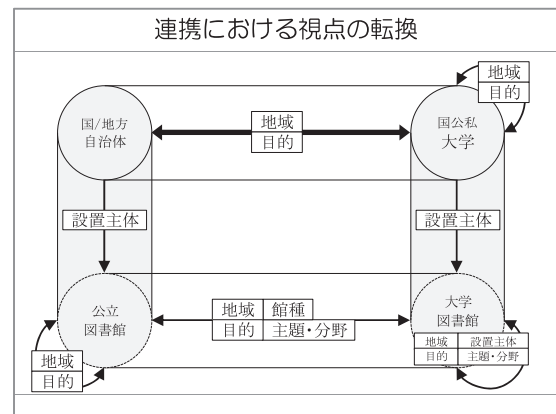 連携における視点の転換
地域
目的
国/地方
自治体
地域
目的
国公私
大学
設置主体
設置主体
公立
図書館
地域 館種
目的 主題・分野
大学
図書館
地域 設置主体
目的 主題・分野
地域
目的